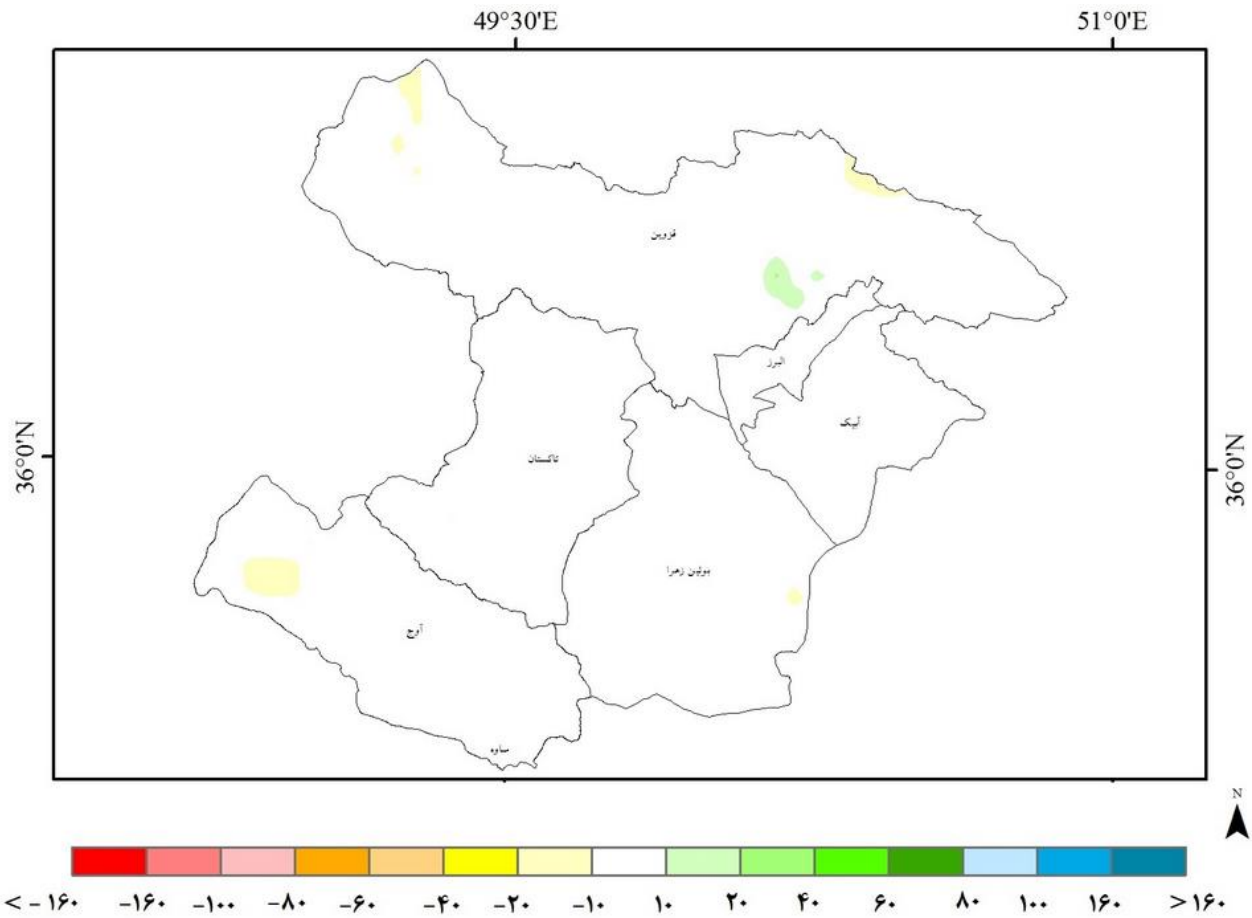 49°30'E 51°0'E
قزوین
البرز
آبیک
36°0'N تاکستان 36°0'N
بوئین زهرا
آوج
ساوه
N
< -۱۶۰ -۱۶۰ -۱۰۰ -۸۰ -۶۰ -۴۰ -۲۰ -۱۰ ۱۰ ۲۰ ۴۰ ۶۰ ۸۰ ۱۰۰ ۱۶۰ >۱۶۰